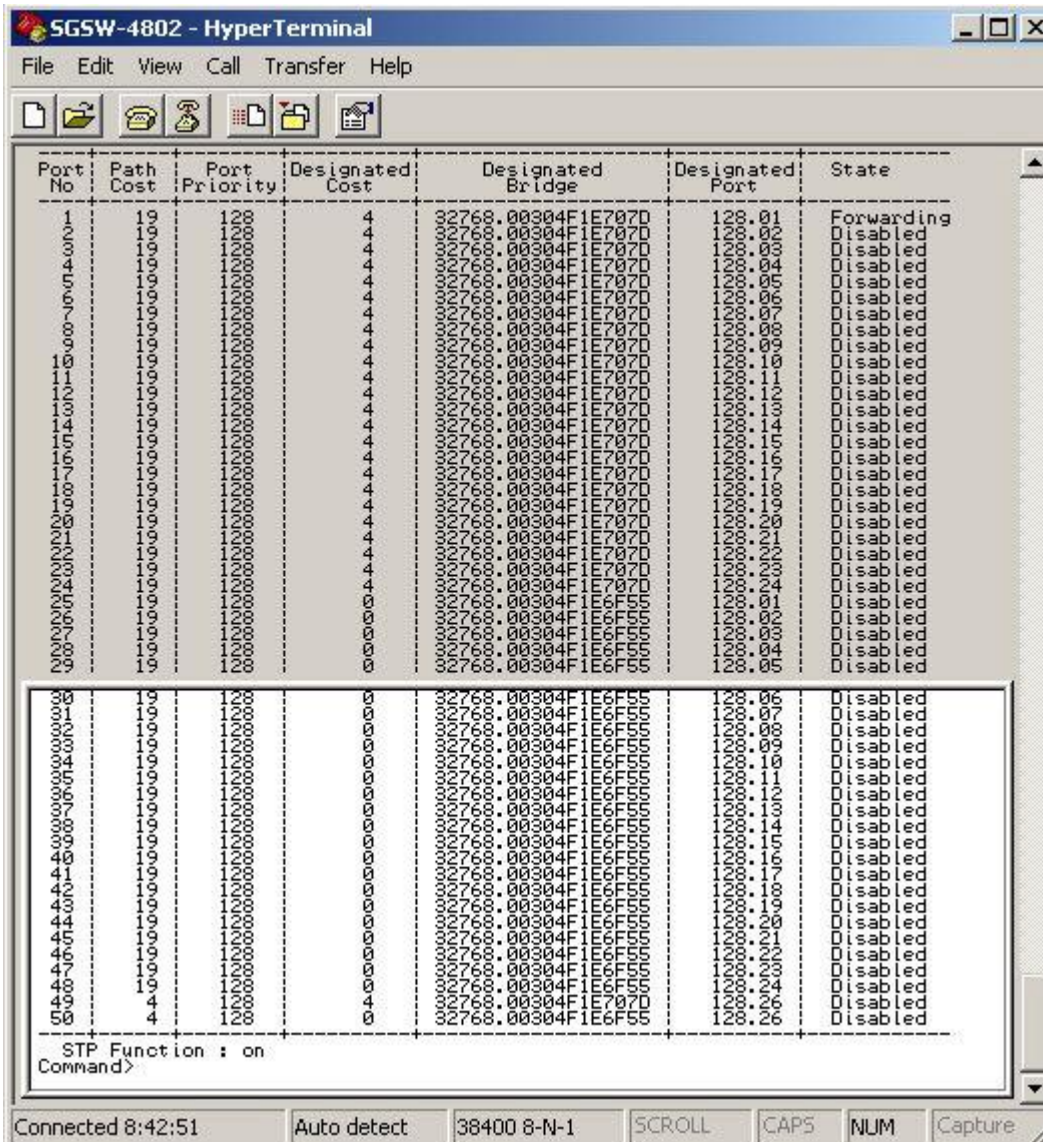 SGSW-4802 - HyperTerminal
File Edit View Call Transfer Help
Port No | Path Cost | Port Priority | Designated Cost | Designated Bridge | Designated Port | State
1 | 19 | 128 | 4 | 32768.00304F1E707D | 128.01 | Forwarding
2 | 19 | 128 | 4 | 32768.00304F1E707D | 128.02 | Disabled
3 | 19 | 128 | 4 | 32768.00304F1E707D | 128.03 | Disabled
4 | 19 | 128 | 4 | 32768.00304F1E707D | 128.04 | Disabled
5 | 19 | 128 | 4 | 32768.00304F1E707D | 128.05 | Disabled
6 | 19 | 128 | 4 | 32768.00304F1E707D | 128.06 | Disabled
7 | 19 | 128 | 4 | 32768.00304F1E707D | 128.07 | Disabled
8 | 19 | 128 | 4 | 32768.00304F1E707D | 128.08 | Disabled
9 | 19 | 128 | 4 | 32768.00304F1E707D | 128.09 | Disabled
10 | 19 | 128 | 4 | 32768.00304F1E707D | 128.10 | Disabled
11 | 19 | 128 | 4 | 32768.00304F1E707D | 128.11 | Disabled
12 | 19 | 128 | 4 | 32768.00304F1E707D | 128.12 | Disabled
13 | 19 | 128 | 4 | 32768.00304F1E707D | 128.13 | Disabled
14 | 19 | 128 | 4 | 32768.00304F1E707D | 128.14 | Disabled
15 | 19 | 128 | 4 | 32768.00304F1E707D | 128.15 | Disabled
16 | 19 | 128 | 4 | 32768.00304F1E707D | 128.16 | Disabled
17 | 19 | 128 | 4 | 32768.00304F1E707D | 128.17 | Disabled
18 | 19 | 128 | 4 | 32768.00304F1E707D | 128.18 | Disabled
19 | 19 | 128 | 4 | 32768.00304F1E707D | 128.19 | Disabled
20 | 19 | 128 | 4 | 32768.00304F1E707D | 128.20 | Disabled
21 | 19 | 128 | 4 | 32768.00304F1E707D | 128.21 | Disabled
22 | 19 | 128 | 4 | 32768.00304F1E707D | 128.22 | Disabled
23 | 19 | 128 | 4 | 32768.00304F1E707D | 128.23 | Disabled
24 | 19 | 128 | 4 | 32768.00304F1E707D | 128.24 | Disabled
25 | 19 | 128 | 0 | 32768.00304F1E6F55 | 128.01 | Disabled
26 | 19 | 128 | 0 | 32768.00304F1E6F55 | 128.02 | Disabled
27 | 19 | 128 | 0 | 32768.00304F1E6F55 | 128.03 | Disabled
28 | 19 | 128 | 0 | 32768.00304F1E6F55 | 128.04 | Disabled
29 | 19 | 128 | 0 | 32768.00304F1E6F55 | 128.05 | Disabled
30 | 19 | 128 | 0 | 32768.00304F1E6F55 | 128.06 | Disabled
31 | 19 | 128 | 0 | 32768.00304F1E6F55 | 128.07 | Disabled
32 | 19 | 128 | 0 | 32768.00304F1E6F55 | 128.08 | Disabled
33 | 19 | 128 | 0 | 32768.00304F1E6F55 | 128.09 | Disabled
34 | 19 | 128 | 0 | 32768.00304F1E6F55 | 128.10 | Disabled
35 | 19 | 128 | 0 | 32768.00304F1E6F55 | 128.11 | Disabled
36 | 19 | 128 | 0 | 32768.00304F1E6F55 | 128.12 | Disabled
37 | 19 | 128 | 0 | 32768.00304F1E6F55 | 128.13 | Disabled
38 | 19 | 128 | 0 | 32768.00304F1E6F55 | 128.14 | Disabled
39 | 19 | 128 | 0 | 32768.00304F1E6F55 | 128.15 | Disabled
40 | 19 | 128 | 0 | 32768.00304F1E6F55 | 128.16 | Disabled
41 | 19 | 128 | 0 | 32768.00304F1E6F55 | 128.17 | Disabled
42 | 19 | 128 | 0 | 32768.00304F1E6F55 | 128.18 | Disabled
43 | 19 | 128 | 0 | 32768.00304F1E6F55 | 128.19 | Disabled
44 | 19 | 128 | 0 | 32768.00304F1E6F55 | 128.20 | Disabled
45 | 19 | 128 | 0 | 32768.00304F1E6F55 | 128.21 | Disabled
46 | 19 | 128 | 0 | 32768.00304F1E6F55 | 128.22 | Disabled
47 | 19 | 128 | 0 | 32768.00304F1E6F55 | 128.23 | Disabled
48 | 19 | 128 | 0 | 32768.00304F1E6F55 | 128.24 | Disabled
49 | 4 | 128 | 4 | 32768.00304F1E707D | 128.26 | Disabled
50 | 4 | 128 | 0 | 32768.00304F1E6F55 | 128.26 | Disabled
STP Function : on
Command>
Connected 8:42:51 Auto detect 38400 8-N-1 SCROLL CAPS NUM Capture